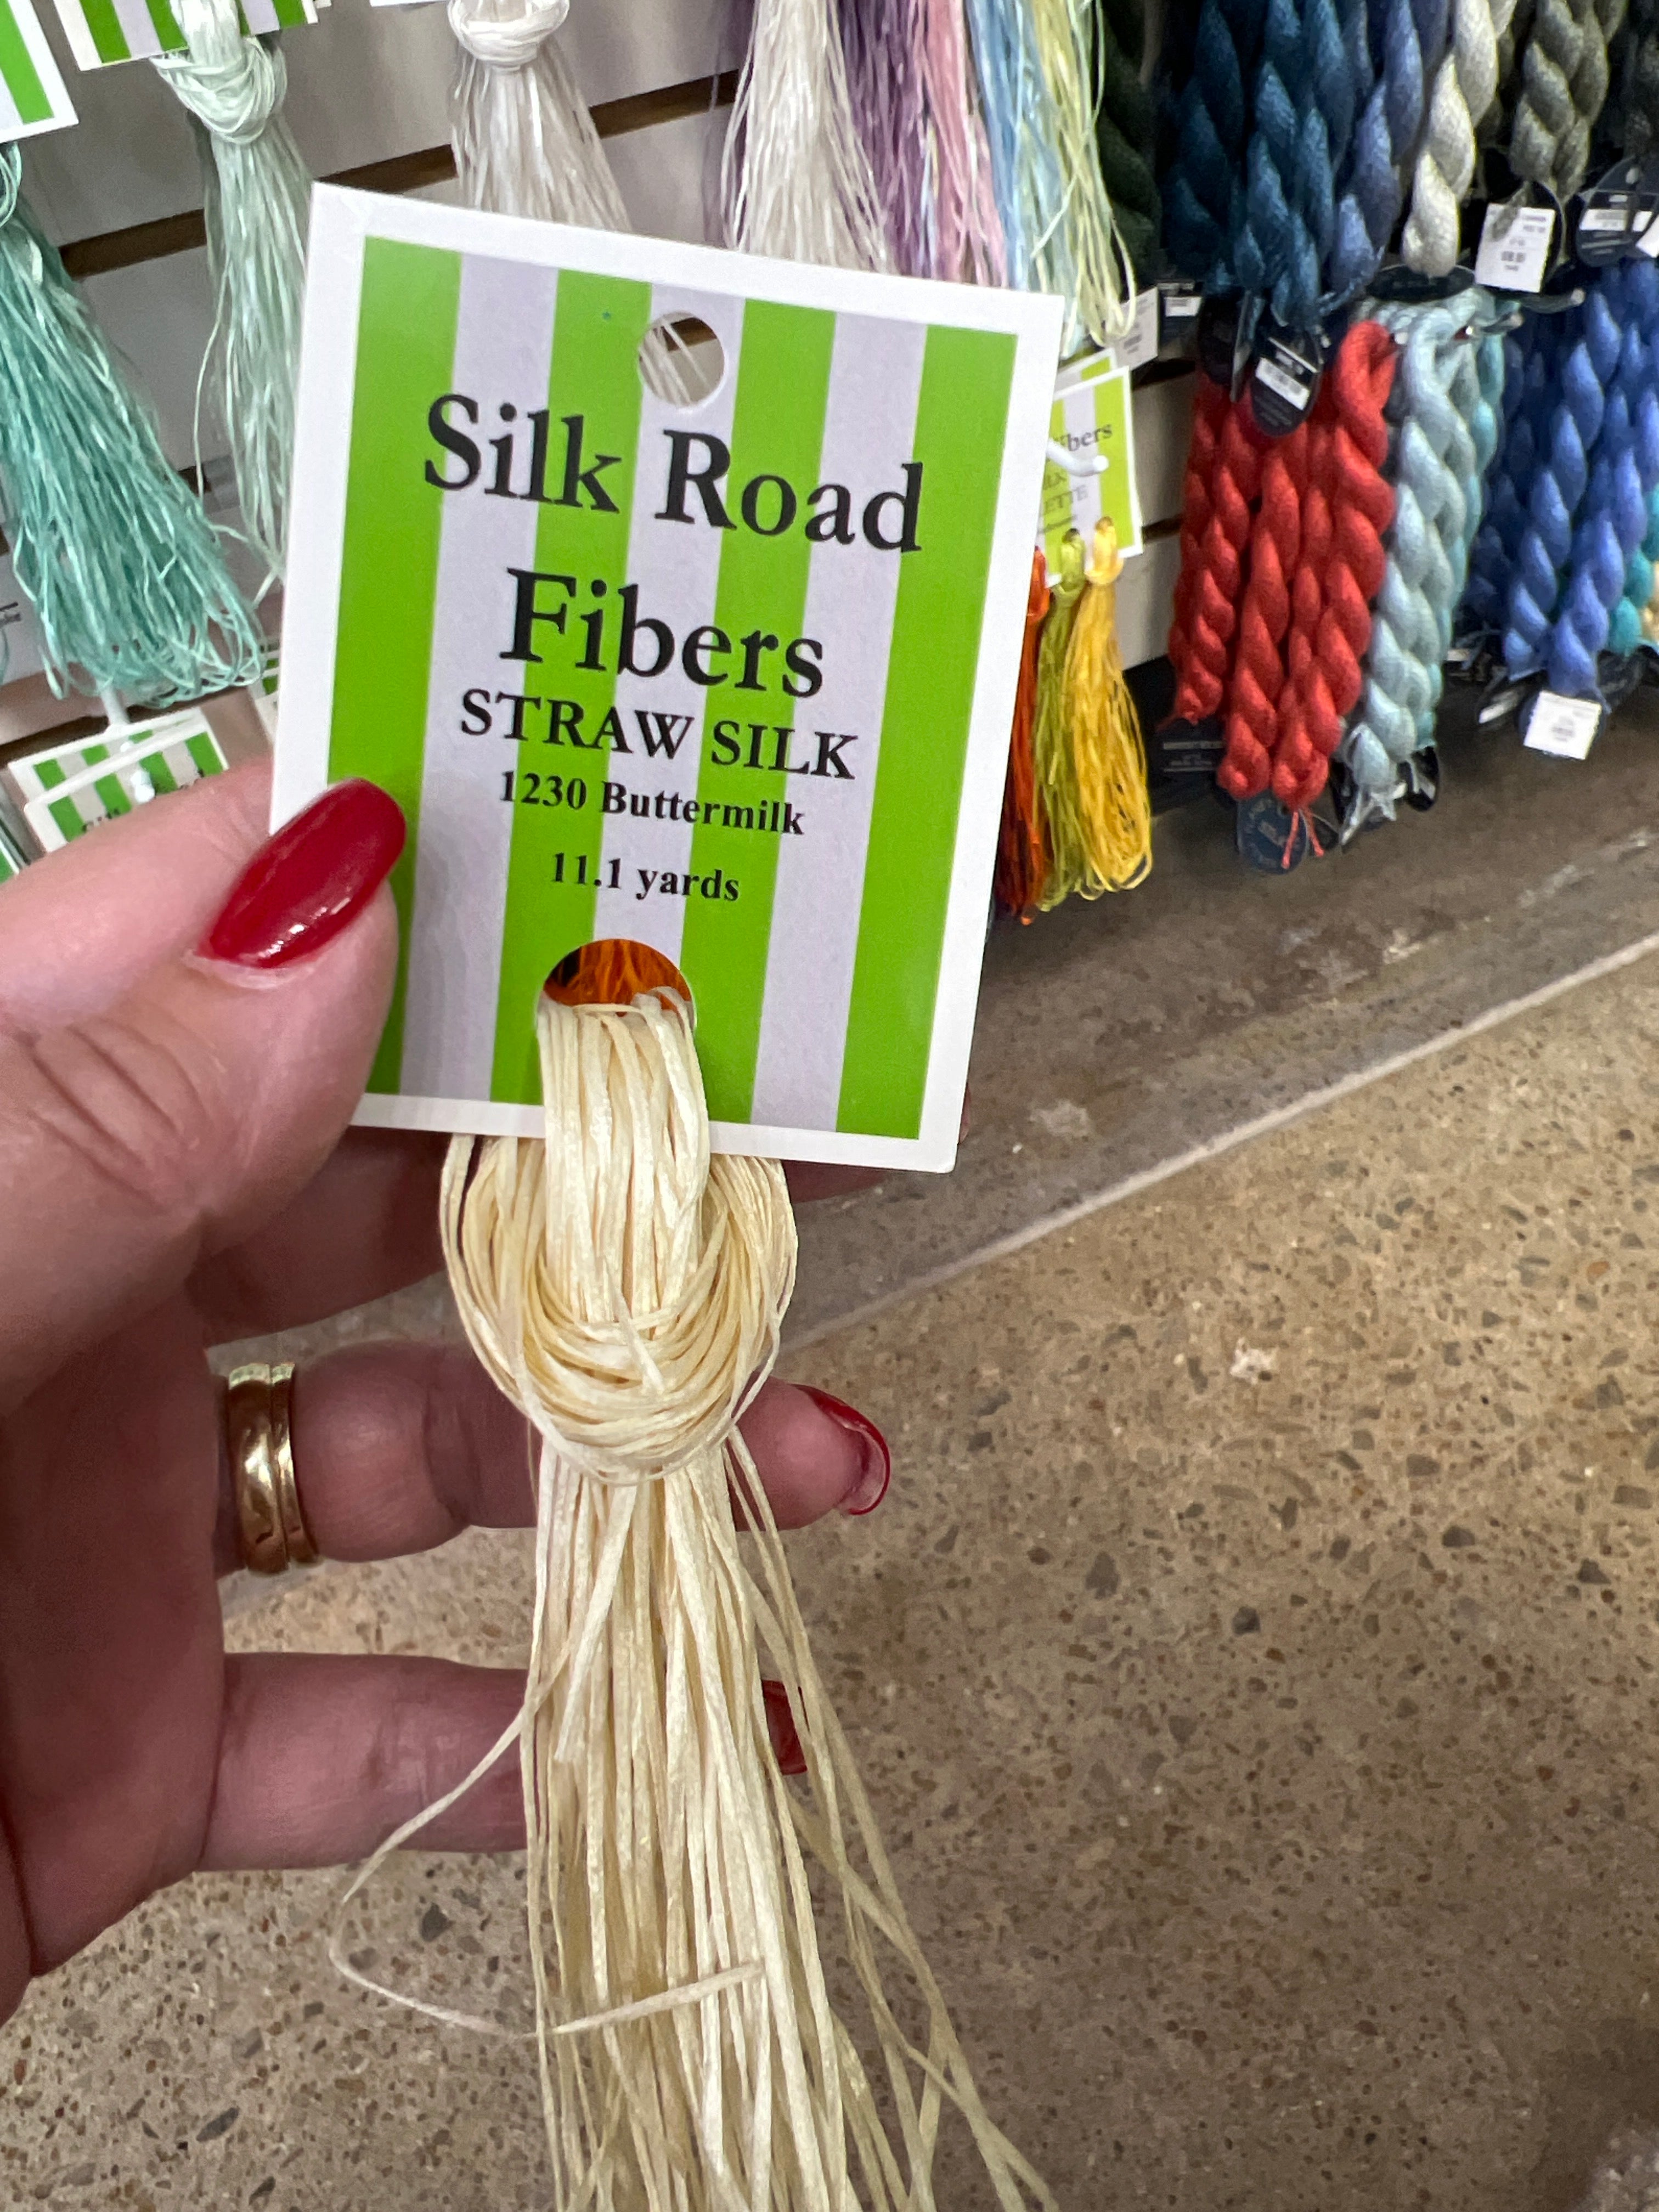 Silk Road
Fibers
STRAW SILK
1230 Buttermilk
11.1 yards